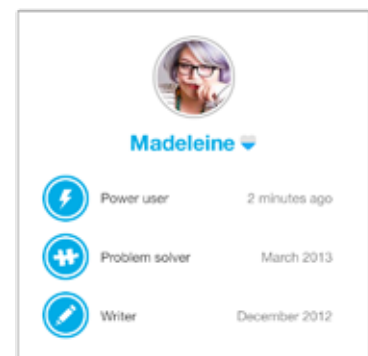 Madeleine
Power user 2 minutes ago
Problem solver March 2013
Writer December 2012